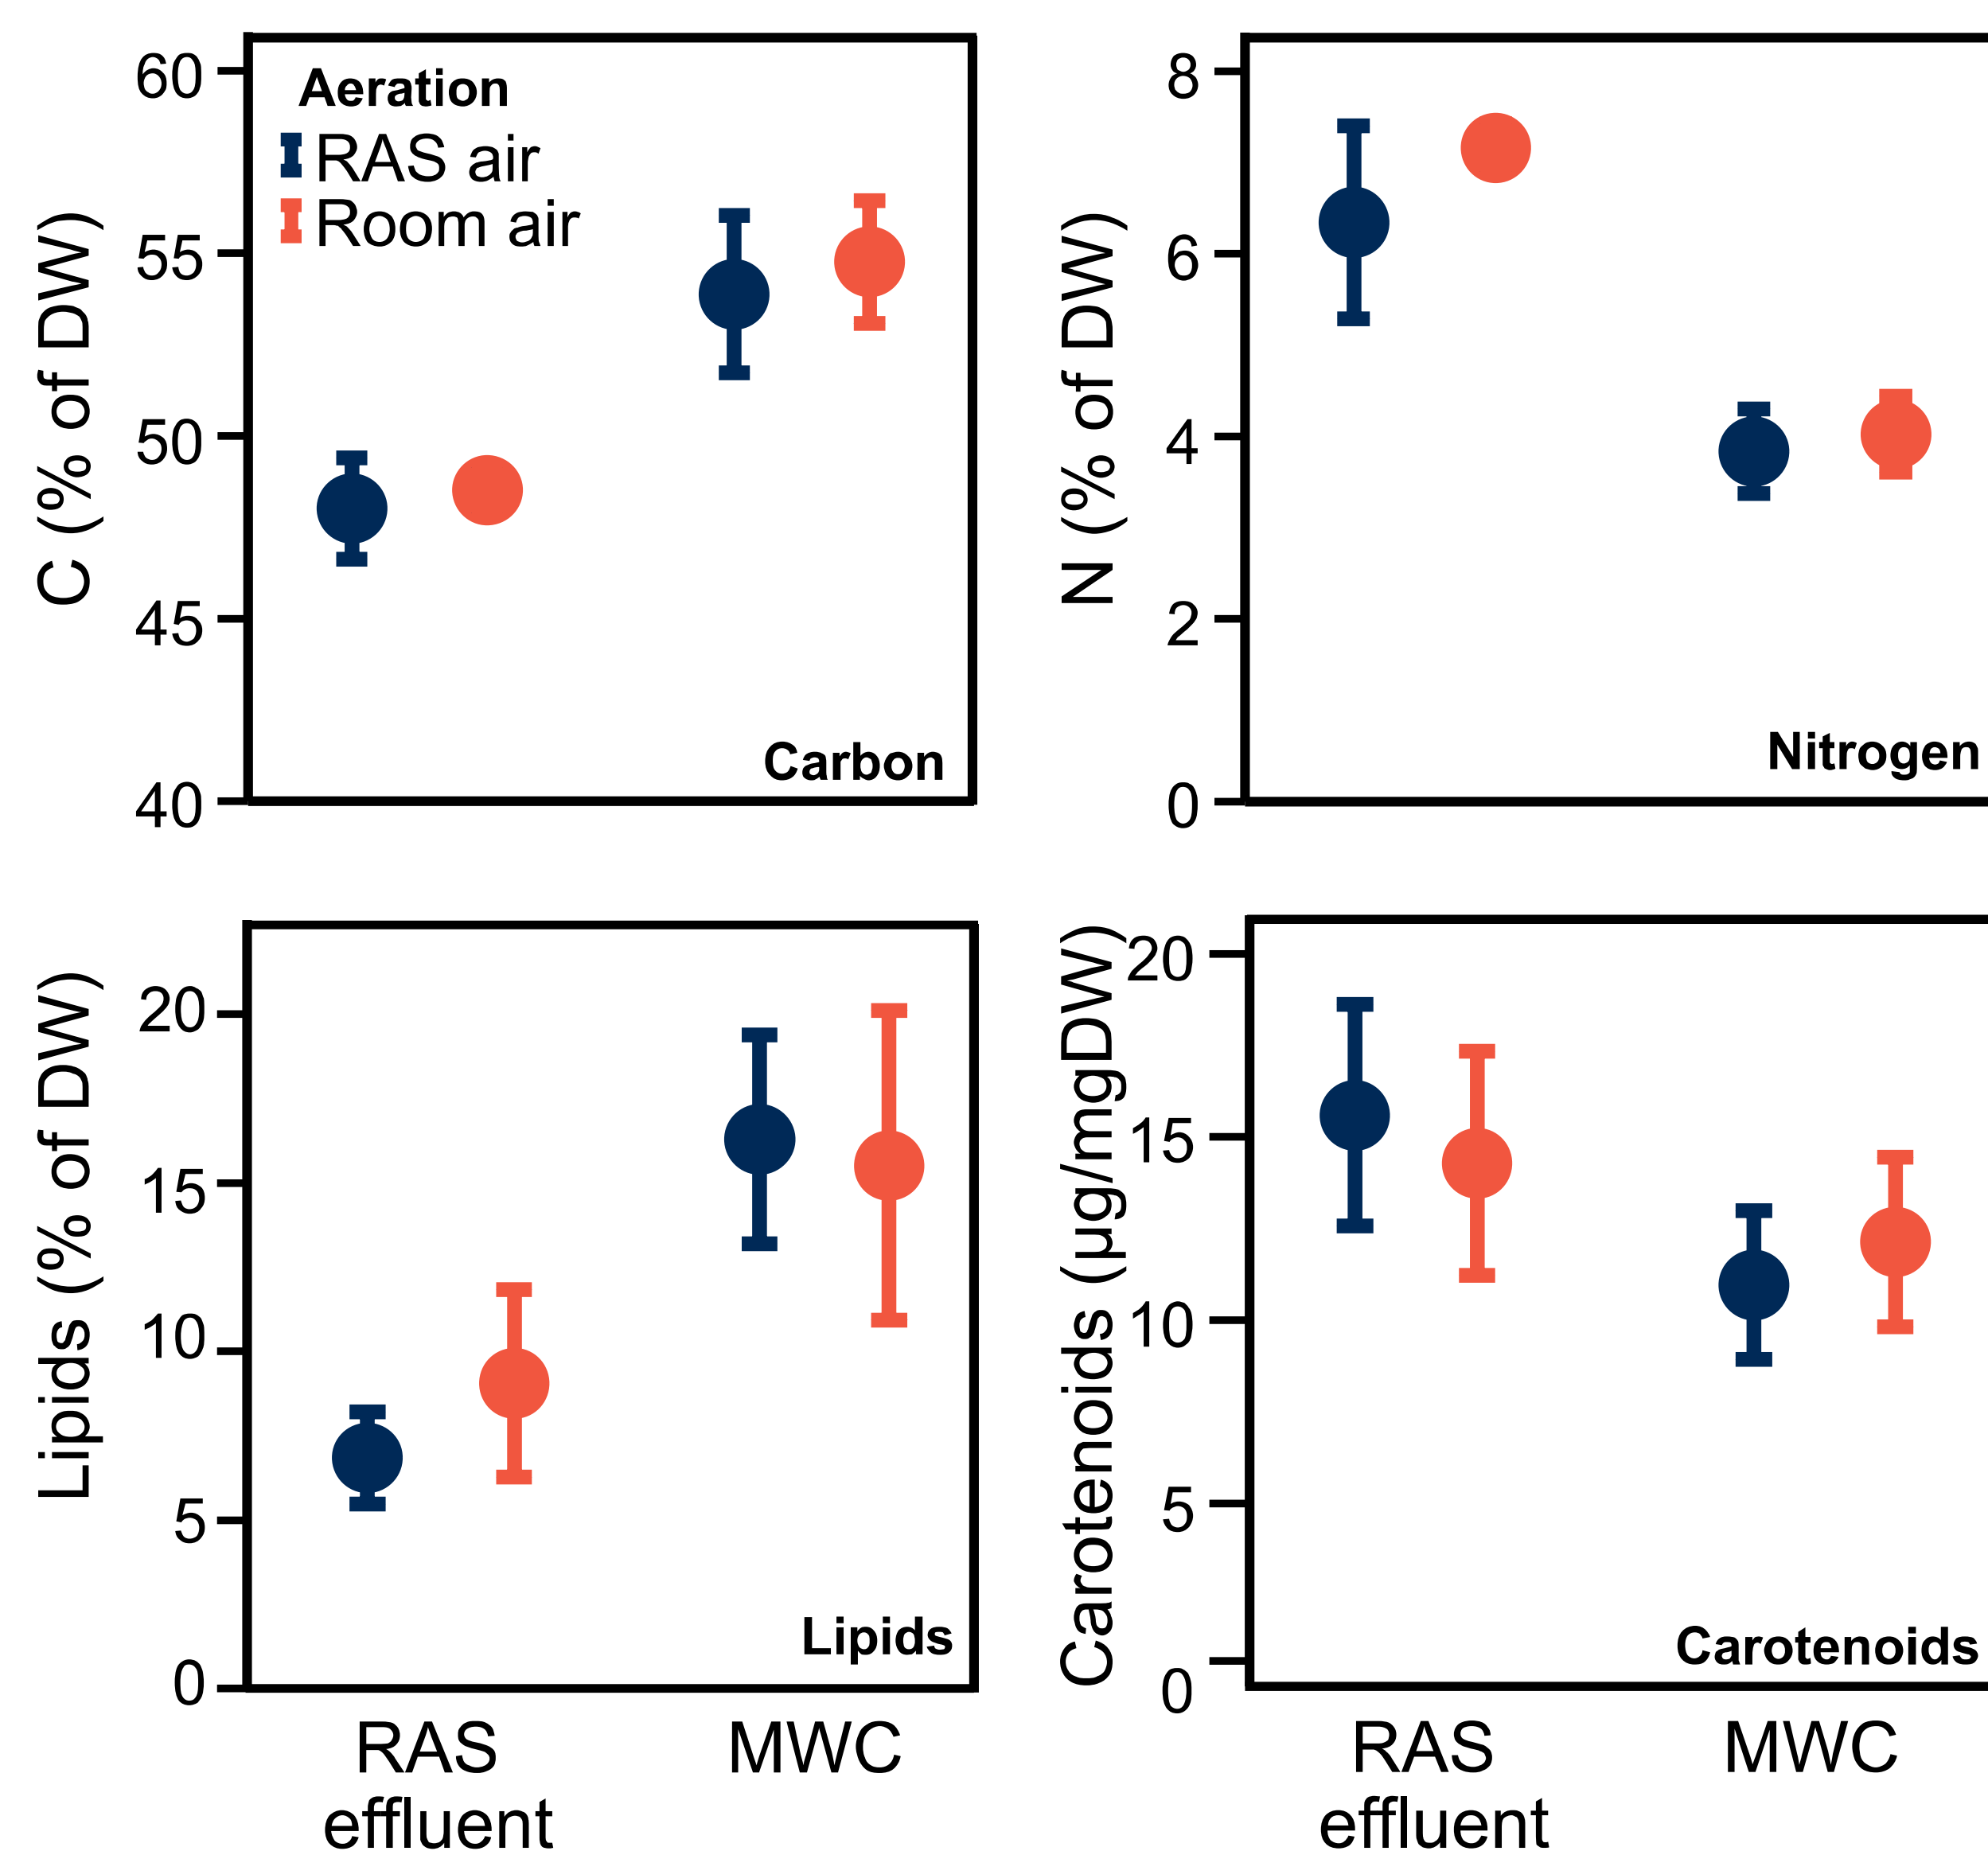 C (% of DW)
60
55
50
45
40
Aeration
RAS air
Room air
Carbon
N (% of DW)
8
6
4
2
0
Nitrogen
Lipids (% of DW)
20
15
10
5
0
Lipids
RAS
effluent
MWC
Carotenoids (µg/mgDW)
20
15
10
5
0
Carotenoids
RAS
effluent
MWC